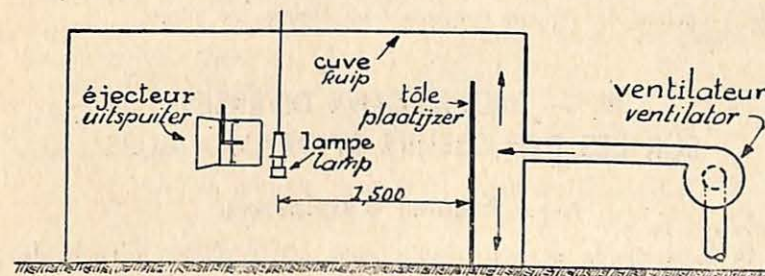 cuve
kuip
éjecteur
uitspuiter
tôle
plaatijzer
ventilateur
ventilator
lampe
lamp
1,500